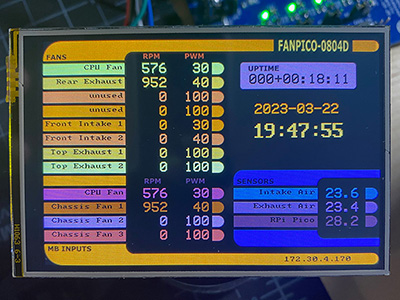 FANPICO-0804D
FANS RPM PWM
CPU Fan 576 30
Rear Exhaust 952 40
unused 0 100
unused 0 100
Front Intake 1 0 30
Front Intake 2 0 40
Top Exhaust 1 0 100
Top Exhaust 2 0 100
UPTIME
000+00:18:11
2023-03-22
19:47:55
RPM PWM
CPU Fan 576 30
Chassis Fan 1 952 40
Chassis Fan 2 0 100
Chassis Fan 3 0 100
MB INPUTS
SENSORS
Intake Air 23.6
Exhaust Air 23.4
RPi Pico 28.2
172.30.4.170